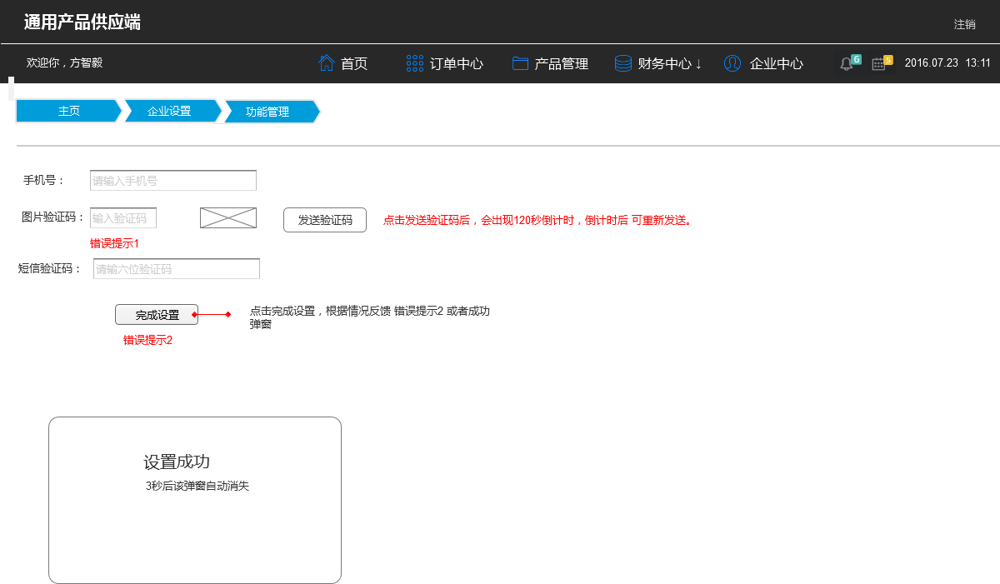 通用产品供应端
注销
欢迎你，方智毅
首页
订单中心
产品管理
财务中心↓
企业中心
6
5
2016.07.23 13:11
主页
企业设置
功能管理
手机号：
请输入手机号
图片验证码：
输入验证码
发送验证码
点击发送验证码后，会出现120秒倒计时，倒计时后 可重新发送。
错误提示1
短信验证码：
请输六位验证码
完成设置
点击完成设置，根据情况反馈 错误提示2 或者成功
弹窗
错误提示2
设置成功
3秒后该弹窗自动消失